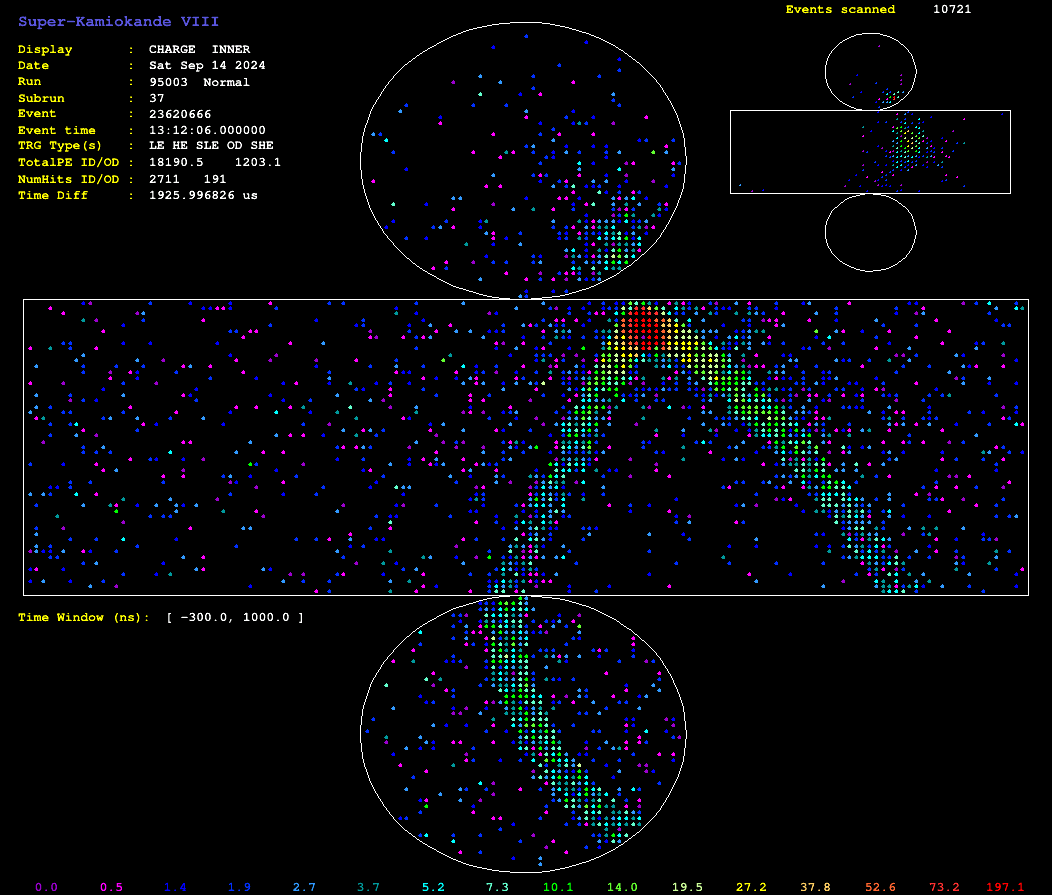 Super-Kamiokande VIII
Events scanned 10721
Display : CHARGE INNER
Date : Sat Sep 14 2024
Run : 95003 Normal
Subrun : 37
Event : 23620666
Event time : 13:12:06.000000
TRG Type(s) : LE HE SLE OD SHE
TotalPE ID/OD : 18190.5 1203.1
NumHits ID/OD : 2711 191
Time Diff : 1925.996826 us
Time Window (ns): [ -300.0, 1000.0 ]
0.0 0.5 1.4 1.9 2.7 3.7 5.2 7.3 10.1 14.0 19.5 27.2 37.8 52.6 73.2 197.1